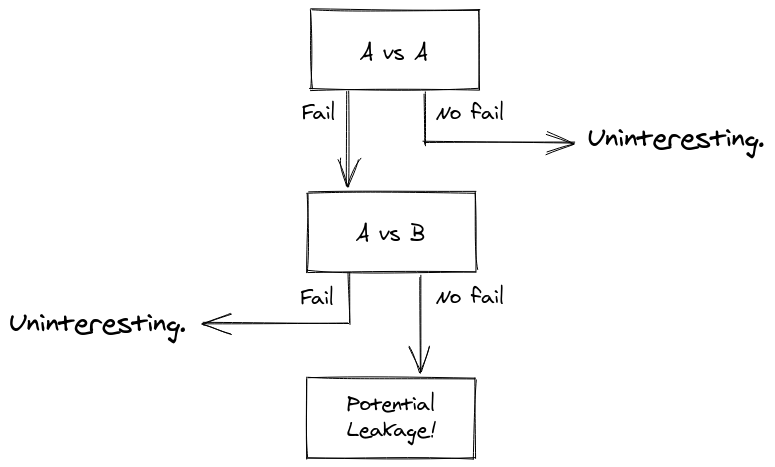 A vs A
Fail
No fail
Uninteresting.
A vs B
Fail
No fail
Uninteresting.
Potential
Leakage!